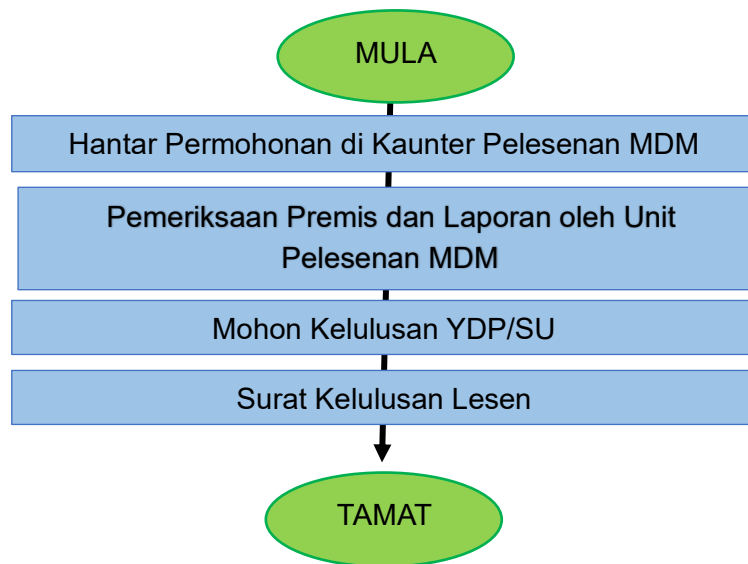 MULA
Hantar Permohonan di Kaunter Pelesenan MDM
Pemeriksaan Premis dan Laporan oleh Unit
Pelesenan MDM
Mohon Kelulusan YDP/SU
Surat Kelulusan Lesen
TAMAT